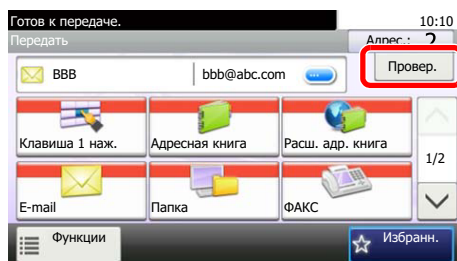 Готов к передаче. 10:10
Передать Адрес.: 2
BBB bbb@abc.com Провер.
Клавиша 1 наж. Адресная книга Расш. адр. книга
1/2
E-mail Папка ФАКС
Функции Избранн.